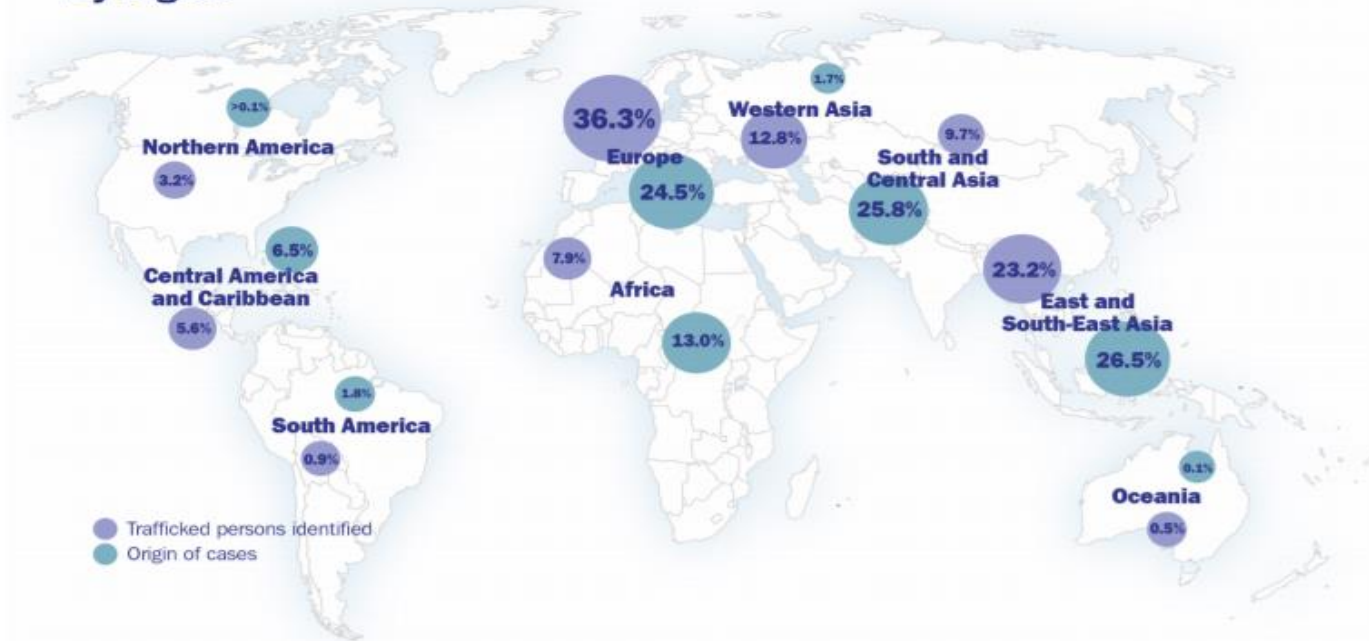 >0.1%
Northern America
3.2%
6.5%
Central America
and Caribbean
5.6%
1.8%
South America
0.9%
36.3%
Europe
24.5%
7.9%
Africa
13.0%
1.7%
Western Asia
12.8%
9.7%
South and
Central Asia
25.8%
23.2%
East and
South-East Asia
26.5%
0.1%
Oceania
0.5%
Trafficked persons identified
Origin of cases